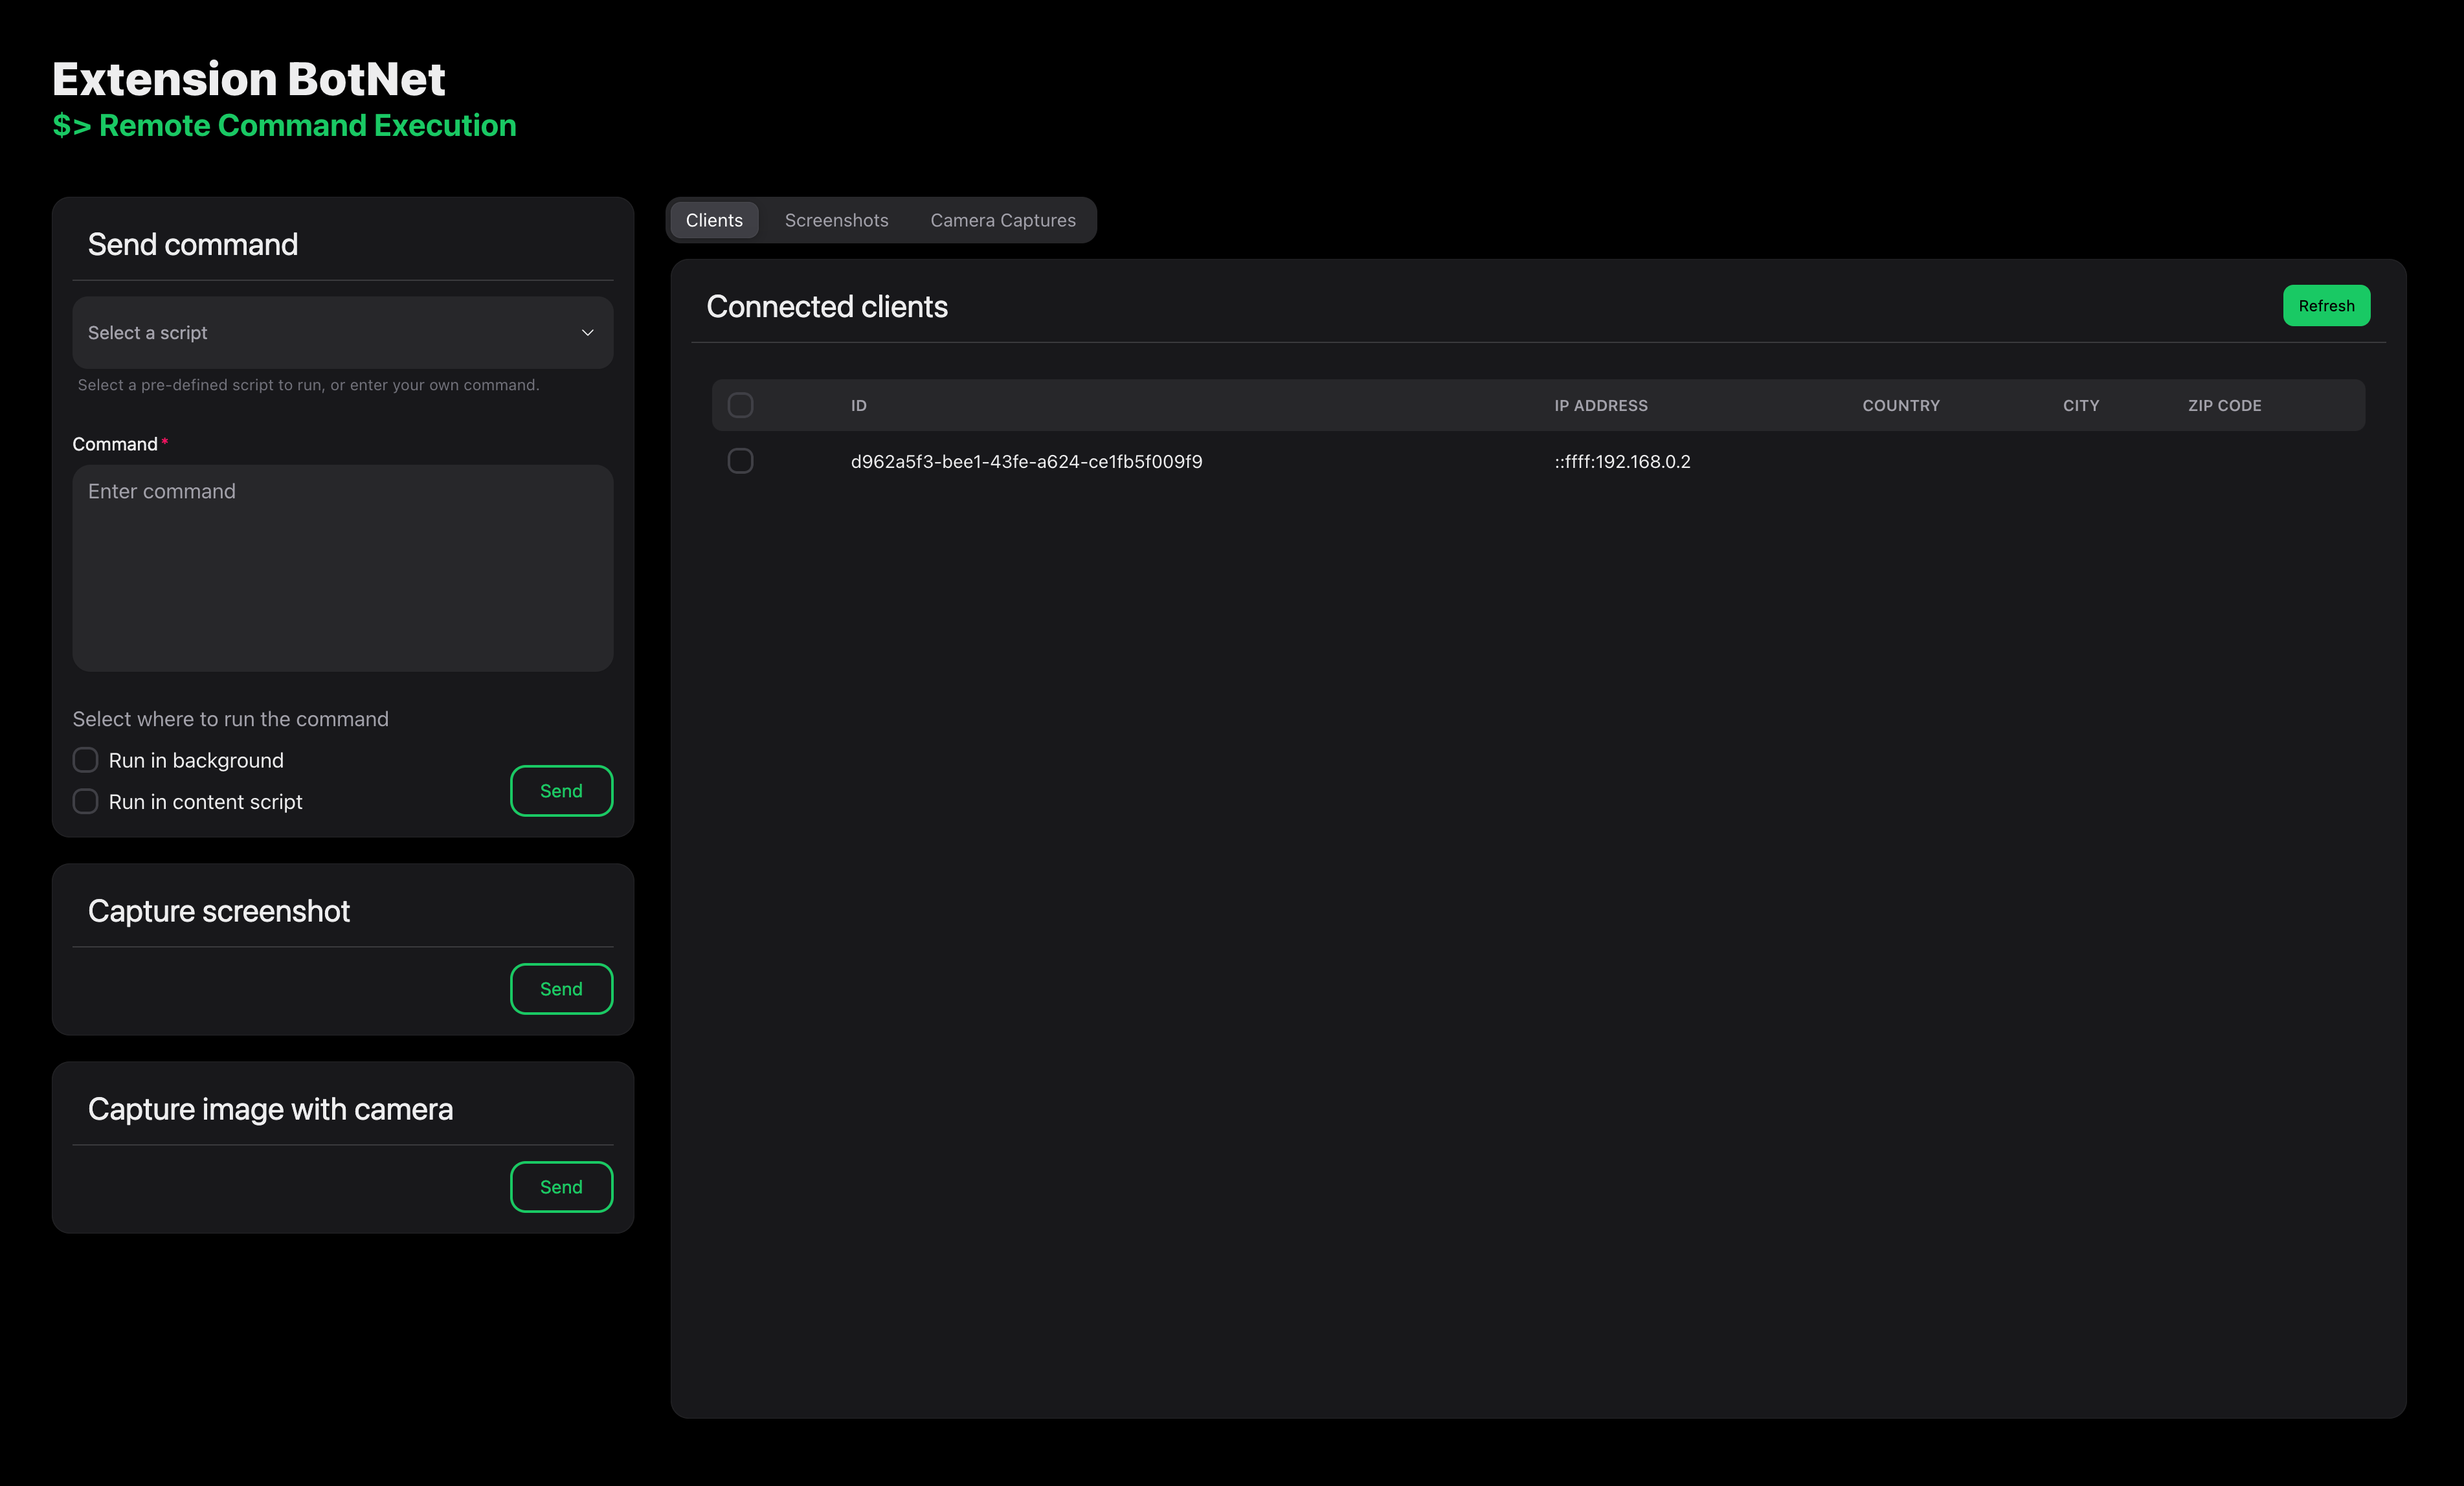 Extension BotNet
$> Remote Command Execution
Send command
Select a script
Select a pre-defined script to run, or enter your own command.
Command*
Enter command
Select where to run the command
Run in background
Run in content script
Send
Capture screenshot
Send
Capture image with camera
Send
Clients Screenshots Camera Captures
Connected clients
Refresh
ID IP ADDRESS COUNTRY CITY ZIP CODE
d962a5f3-bee1-43fe-a624-ce1fb5f009f9 ::ffff:192.168.0.2